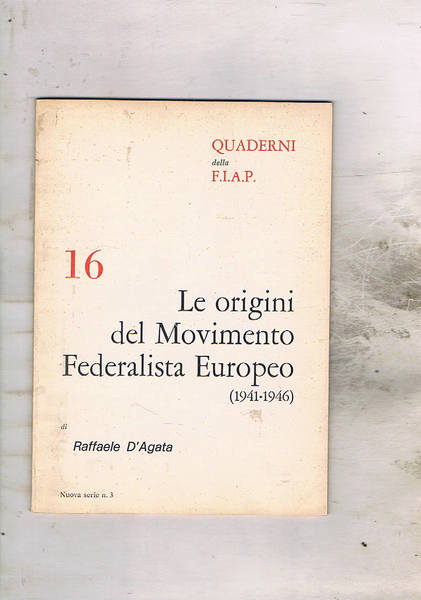 QUADERNI
della
F.I.A.P.
16
Le origini
del Movimento
Federalista Europeo
(1941-1946)
di
Raffaele D'Agata
Nuova serie n. 3